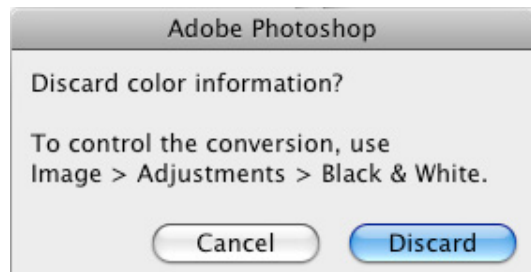 Adobe Photoshop
Discard color information?
To control the conversion, use
Image > Adjustments > Black & White.
Cancel
Discard